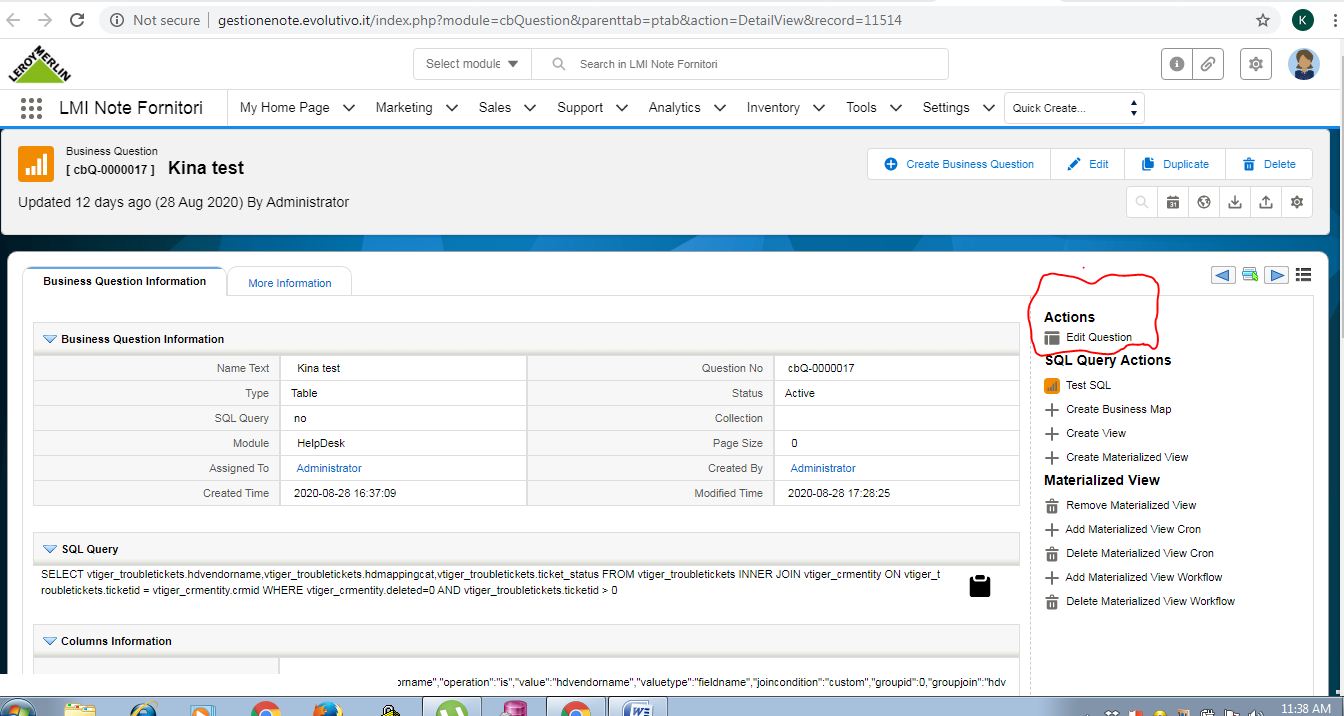 Not secure | gestionenote.evolutivo.it/index.php?module=cbQuestion&parenttab=ptab&action=DetailView&record=11514
K
LEROY MERLIN
Select module
Search in LMI Note Fornitori
LMI Note Fornitori
My Home Page
Marketing
Sales
Support
Analytics
Inventory
Tools
Settings
Quick Create...
Business Question
[ cbQ-0000017 ] Kina test
Updated 12 days ago (28 Aug 2020) By Administrator
Create Business Question
Edit
Duplicate
Delete
31
Business Question Information
More Information
Business Question Information
Name Text Kina test Question No cbQ-0000017
Type Table Status Active
SQL Query no Collection
Module HelpDesk Page Size 0
Assigned To Administrator Created By Administrator
Created Time 2020-08-28 16:37:09 Modified Time 2020-08-28 17:28:25
SQL Query
SELECT vtiger_troubletickets.hdvendorname,vtiger_troubletickets.hdmappingcat,vtiger_troubletickets.ticket_status FROM vtiger_troubletickets INNER JOIN vtiger_crmentity ON vtiger_t
roubletickets.ticketid = vtiger_crmentity.crmid WHERE vtiger_crmentity.deleted=0 AND vtiger_troubletickets.ticketid > 0
Columns Information
orname","operation":"is","value":"hdvendorname","valuetype":"fieldname","joincondition":"custom","groupid":0,"groupjoin":"hdv
Actions
Edit Question
SQL Query Actions
Test SQL
Create Business Map
Create View
Create Materialized View
Materialized View
Remove Materialized View
Add Materialized View Cron
Delete Materialized View Cron
Add Materialized View Workflow
Delete Materialized View Workflow
11:38 AM